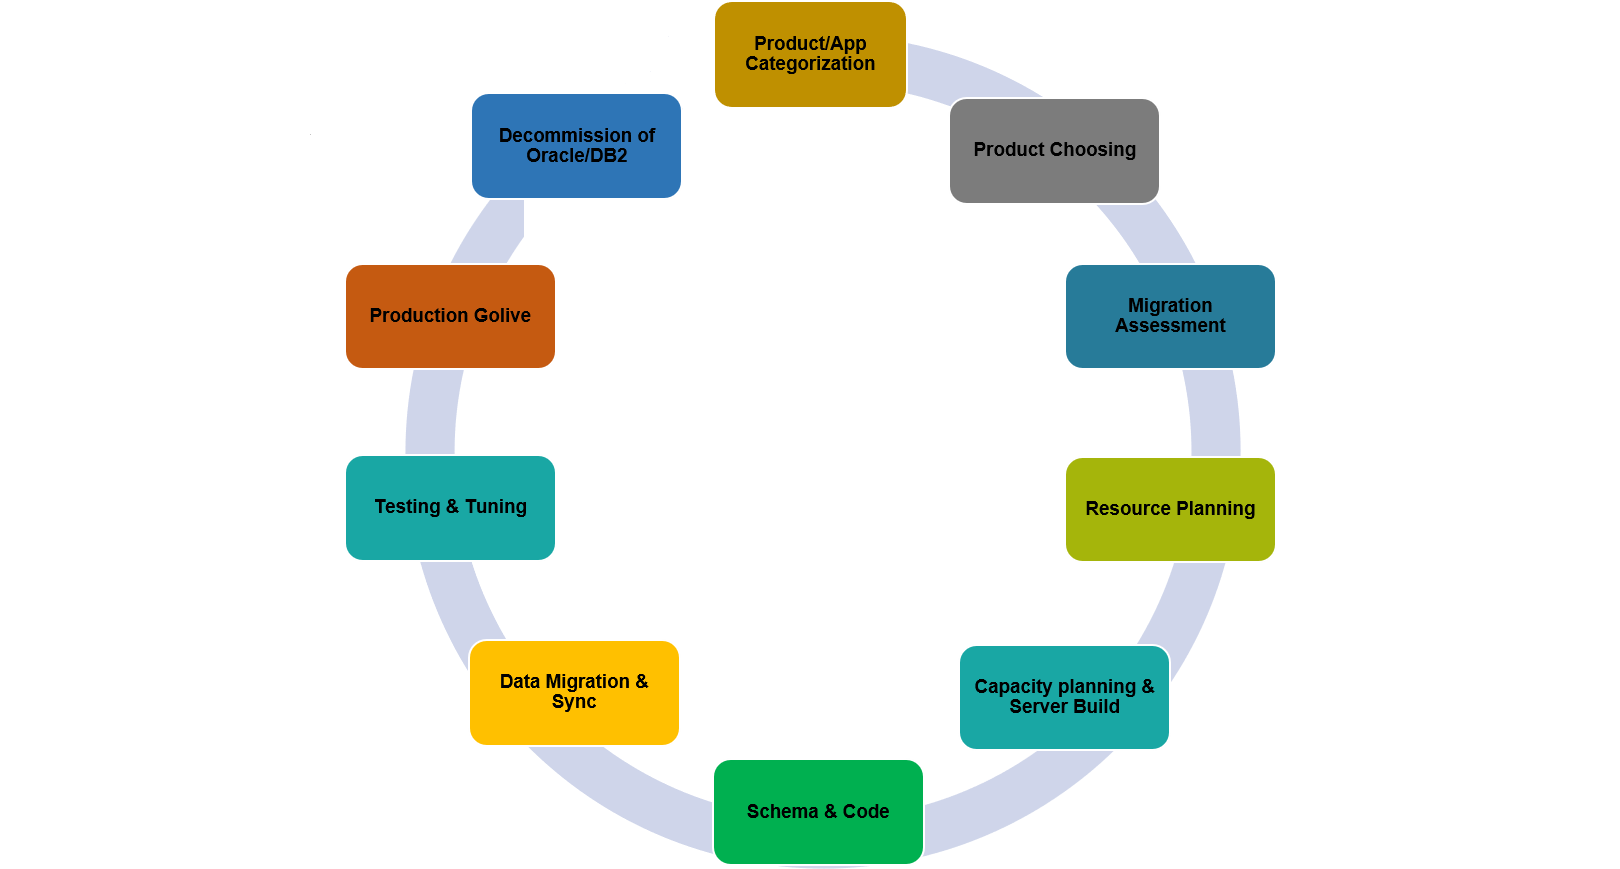 Product/App
Categorization
Product Choosing
Migration
Assessment
Resource Planning
Capacity planning &
Server Build
Schema & Code
Data Migration &
Sync
Testing & Tuning
Production Golive
Decommission of
Oracle/DB2